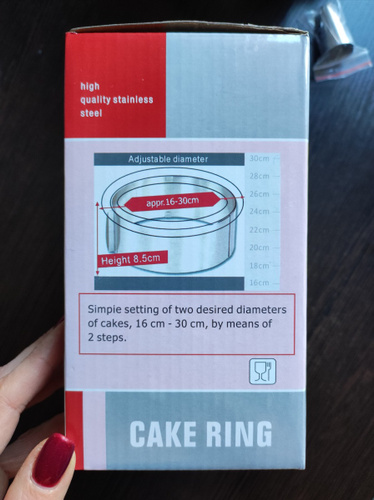 high
quality stainless
steel
Adjustable diameter
30cm
28cm
26cm
24cm
22cm
20cm
18cm
16cm
appr.16-30cm
Height 8.5cm
Simpie setting of two desired diameters
of cakes, 16 cm - 30 cm, by means of
2 steps.
CAKE RING